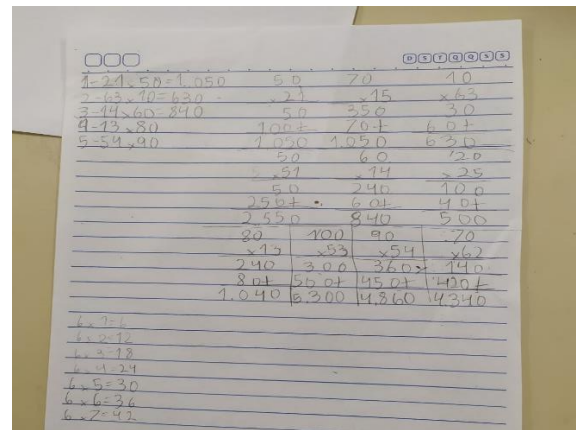 D S T Q Q S S
1-21x50=1.050
2-63x10=630
3-14x60=840
4-13x80
5-54x90
50 70 10
x21 x15 x63
50 350 30
100+ 70+ 60+
1.050 1.050 630
50 60 20
x51 x14 x25
50 240 100
250+ 60+ 40+
2.550 840 500
80 100 90 70
x13 x53 x54 x62
240 300 360 140
80+ 500+ 450+ 420+
1.040 5.300 4.860 4340
6x1=6
6x2=12
6x3=18
6x4=24
6x5=30
6x6=36
6x7=42